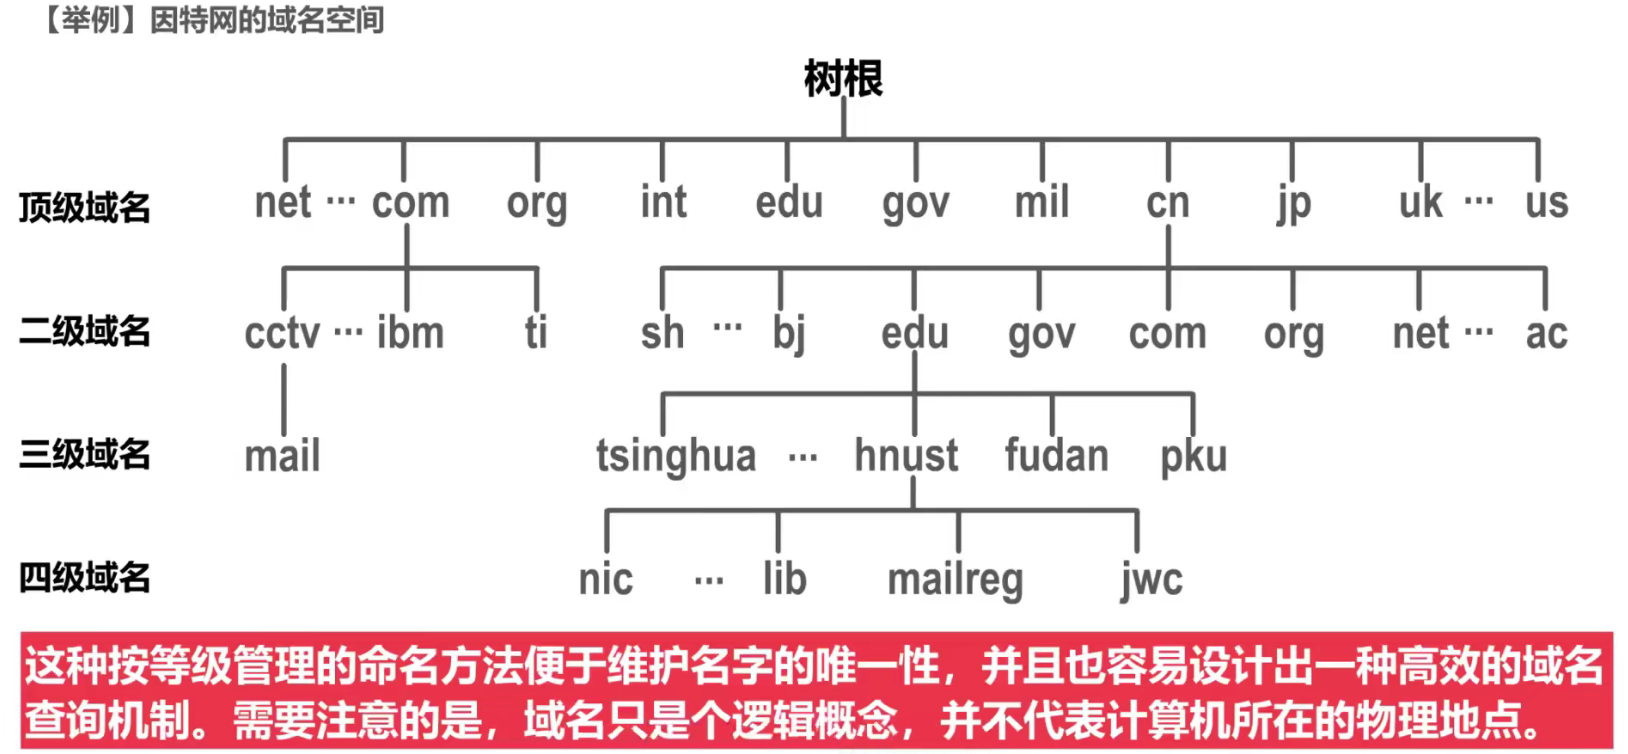 【举例】因特网的域名空间
树根
顶级域名 net … com org int edu gov mil cn jp uk … us
二级域名 cctv … ibm ti sh … bj edu gov com org net … ac
三级域名 mail tsinghua … hnust fudan pku
四级域名 nic … lib mailreg jwc
这种按等级管理的命名方法便于维护名字的唯一性，并且也容易设计出一种高效的域名
查询机制。需要注意的是，域名只是个逻辑概念，并不代表计算机所在的物理地点。